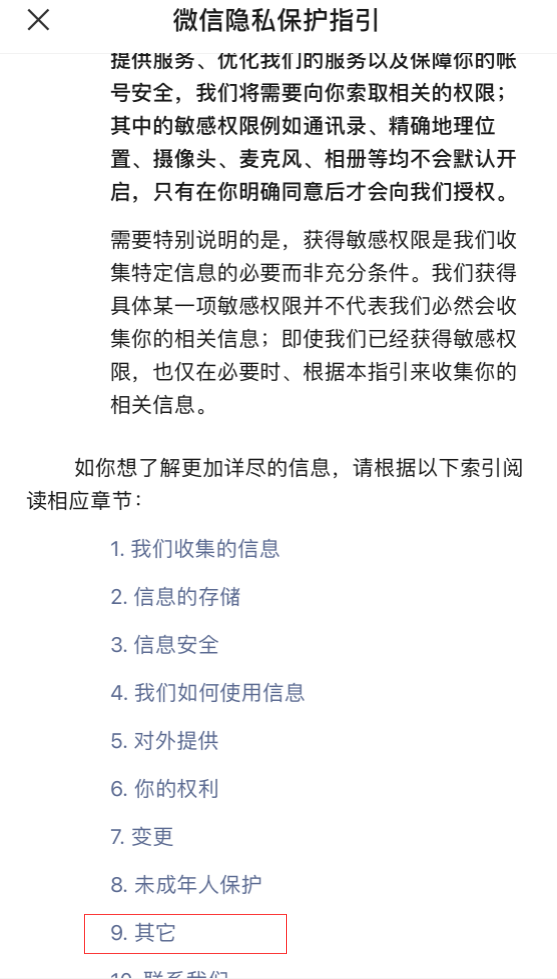 微信隐私保护指引
提供服务、优化我们的服务以及保障你的帐
号安全，我们将需要向你索取相关的权限；
其中的敏感权限例如通讯录、精确地理位
置、摄像头、麦克风、相册等均不会默认开
启，只有在你明确同意后才会向我们授权。
需要特别说明的是，获得敏感权限是我们收
集特定信息的必要而非充分条件。我们获得
具体某一项敏感权限并不代表我们必然会收
集你的相关信息；即使我们已经获得敏感权
限，也仅在必要时、根据本指引来收集你的
相关信息。
如你想了解更加详尽的信息，请根据以下索引阅
读相应章节：
1. 我们收集的信息
2. 信息的存储
3. 信息安全
4. 我们如何使用信息
5. 对外提供
6. 你的权利
7. 变更
8. 未成年人保护
9. 其它
10. 联系我们